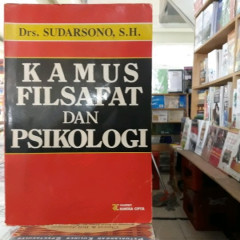 Drs. SUDARSONO, S.H.
KAMUS
FILSAFAT
DAN
PSIKOLOGI
RINEKA CIPTA